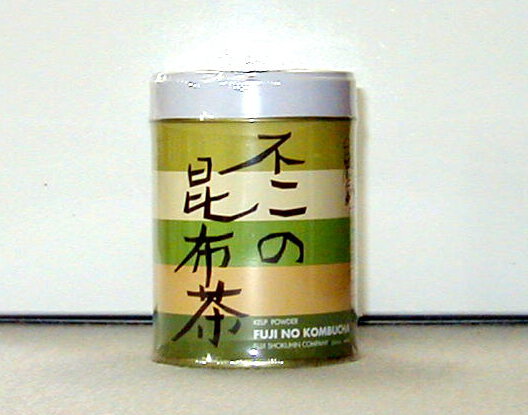 不二の
昆布茶
KELP POWDER
FUJI NO KOMBUCHA
FUJI SHOKUHIN COMPANY